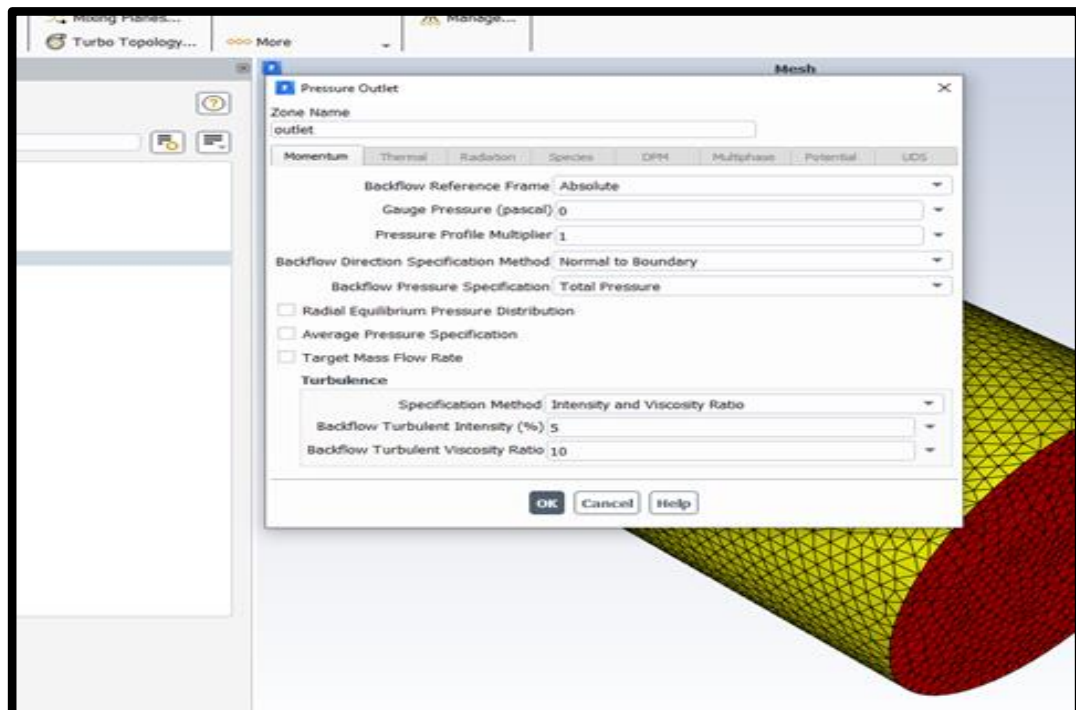 Mixing Planes...
Manage...
Turbo Topology...
More
Mesh
Pressure Outlet
Zone Name
outlet
Momentum Thermal Radiation Species DPM Multiphase Potential UDS
Backflow Reference Frame Absolute
Gauge Pressure (pascal) 0
Pressure Profile Multiplier 1
Backflow Direction Specification Method Normal to Boundary
Backflow Pressure Specification Total Pressure
Radial Equilibrium Pressure Distribution
Average Pressure Specification
Target Mass Flow Rate
Turbulence
Specification Method Intensity and Viscosity Ratio
Backflow Turbulent Intensity (%) 5
Backflow Turbulent Viscosity Ratio 10
OK Cancel Help